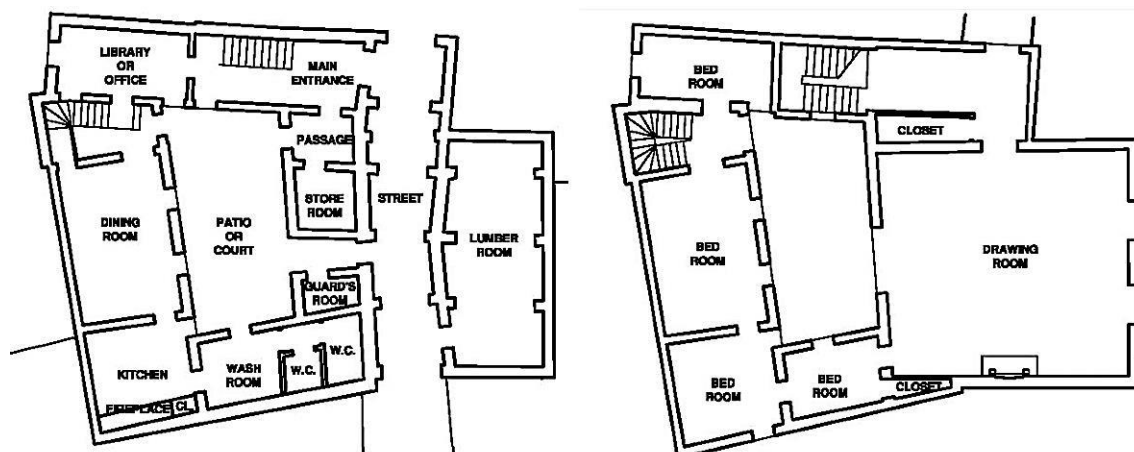 LIBRARY
OR
OFFICE
MAIN
ENTRANCE
PASSAGE
STORE
ROOM
STREET
DINING
ROOM
PATIO
OR
COURT
LUMBER
ROOM
GUARD'S
ROOM
KITCHEN
WASH
ROOM
W.C.
W.C.
FIREPLACE
CL.
BED
ROOM
CLOSET
BED
ROOM
DRAWING
ROOM
BED
ROOM
BED
ROOM
CLOSET